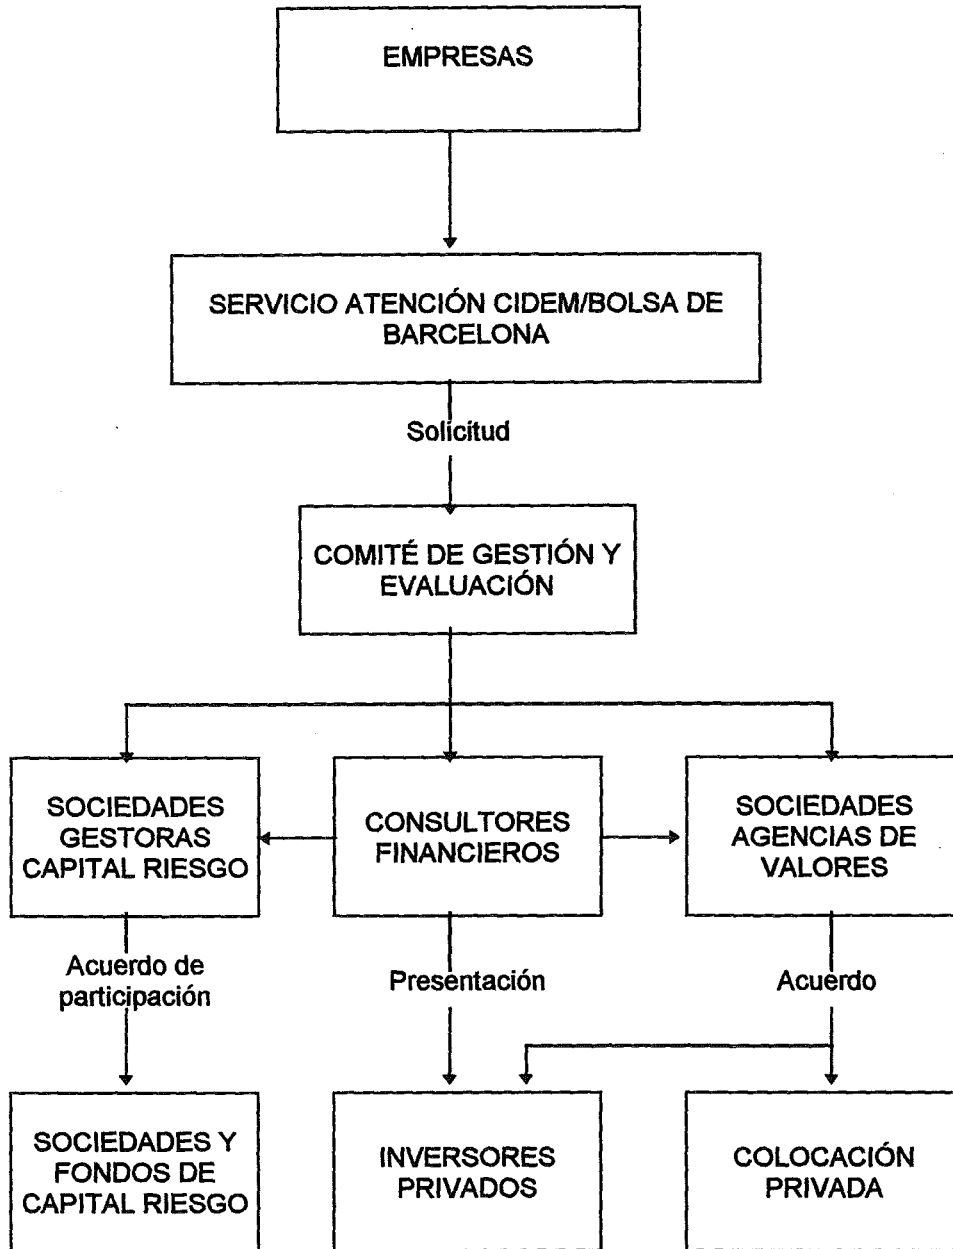 EMPRESAS
SERVICIO ATENCIÓN CIDEM/BOLSA DE
BARCELONA
Solicitud
COMITÉ DE GESTIÓN Y
EVALUACIÓN
SOCIEDADES
GESTORAS
CAPITAL RIESGO
CONSULTORES
FINANCIEROS
SOCIEDADES
AGENCIAS DE
VALORES
Acuerdo de
participación
Presentación
Acuerdo
SOCIEDADES Y
FONDOS DE
CAPITAL RIESGO
INVERSORES
PRIVADOS
COLOCACIÓN
PRIVADA